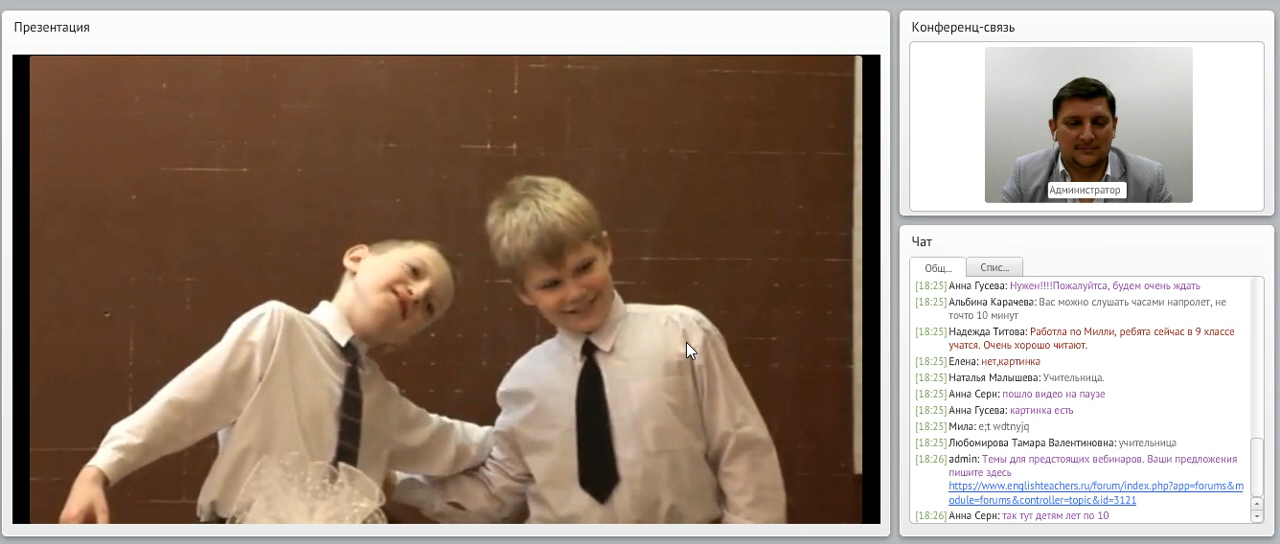 Презентация
Конференц-связь
Администратор
Чат
Общ...
Спис...
[18:25] Анна Гусева: Нужен!!!!Пожалуйтса, будем очень ждать
[18:25] Альбина Карачева: Вас можно слушать часами напролет, не
точто 10 минут
[18:25] Надежда Титова: Работла по Милли, ребята сейчас в 9 классе
учатся. Очень хорошо читают.
[18:25] Елена: нет,картинка
[18:25] Наталья Малышева: Учительница.
[18:25] Анна Серн: пошло видео на паузе
[18:25] Анна Гусева: картинка есть
[18:25] Мила: e;t wdtnyjq
[18:25] Любомирова Тамара Валентиновна: учительница
[18:26] admin: Темы для предстоящих вебинаров. Ваши предложения
пишите здесь
https://www.englishteachers.ru/forum/index.php?app=forums&m
odule=forums&controller=topic&id=3121
[18:26] Анна Серн: так тут детям лет по 10